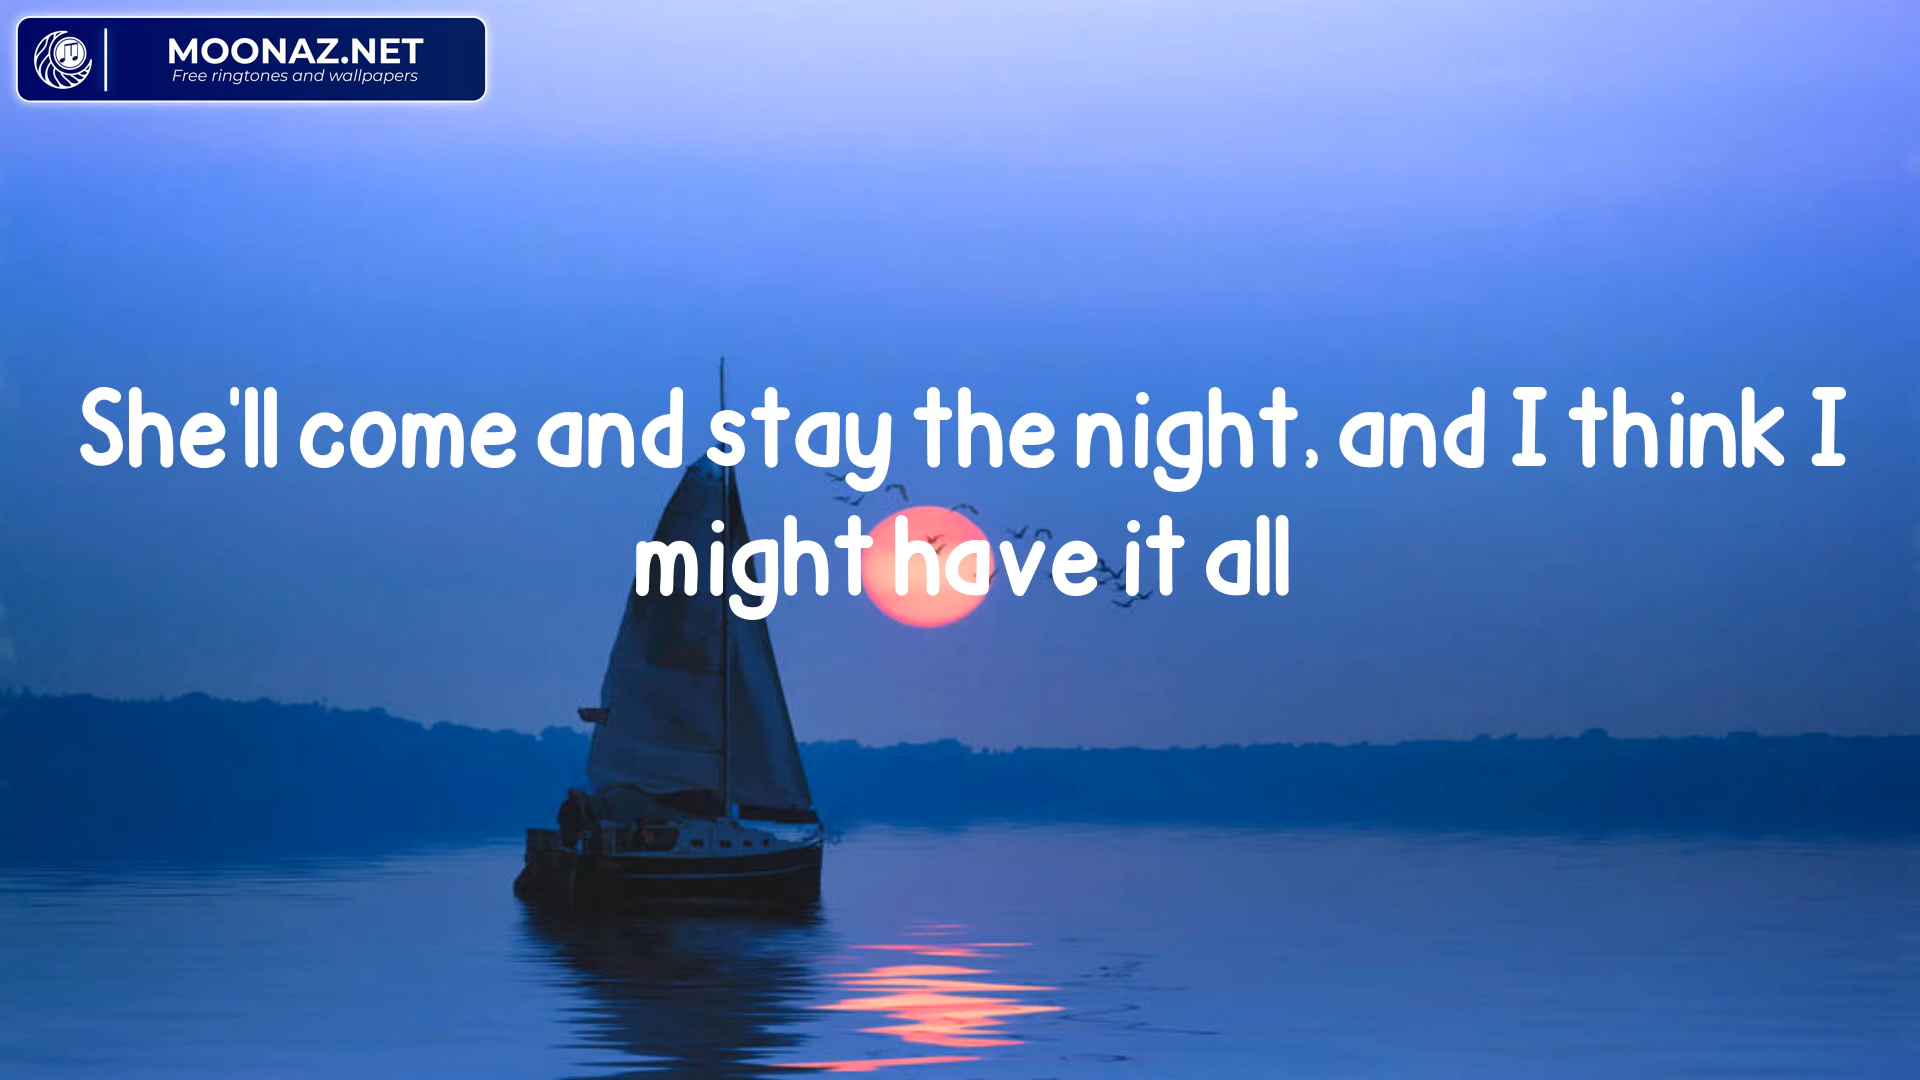 MOONAZ.NET
Free ringtones and wallpapers
She'll come and stay the night, and I think I
might have it all